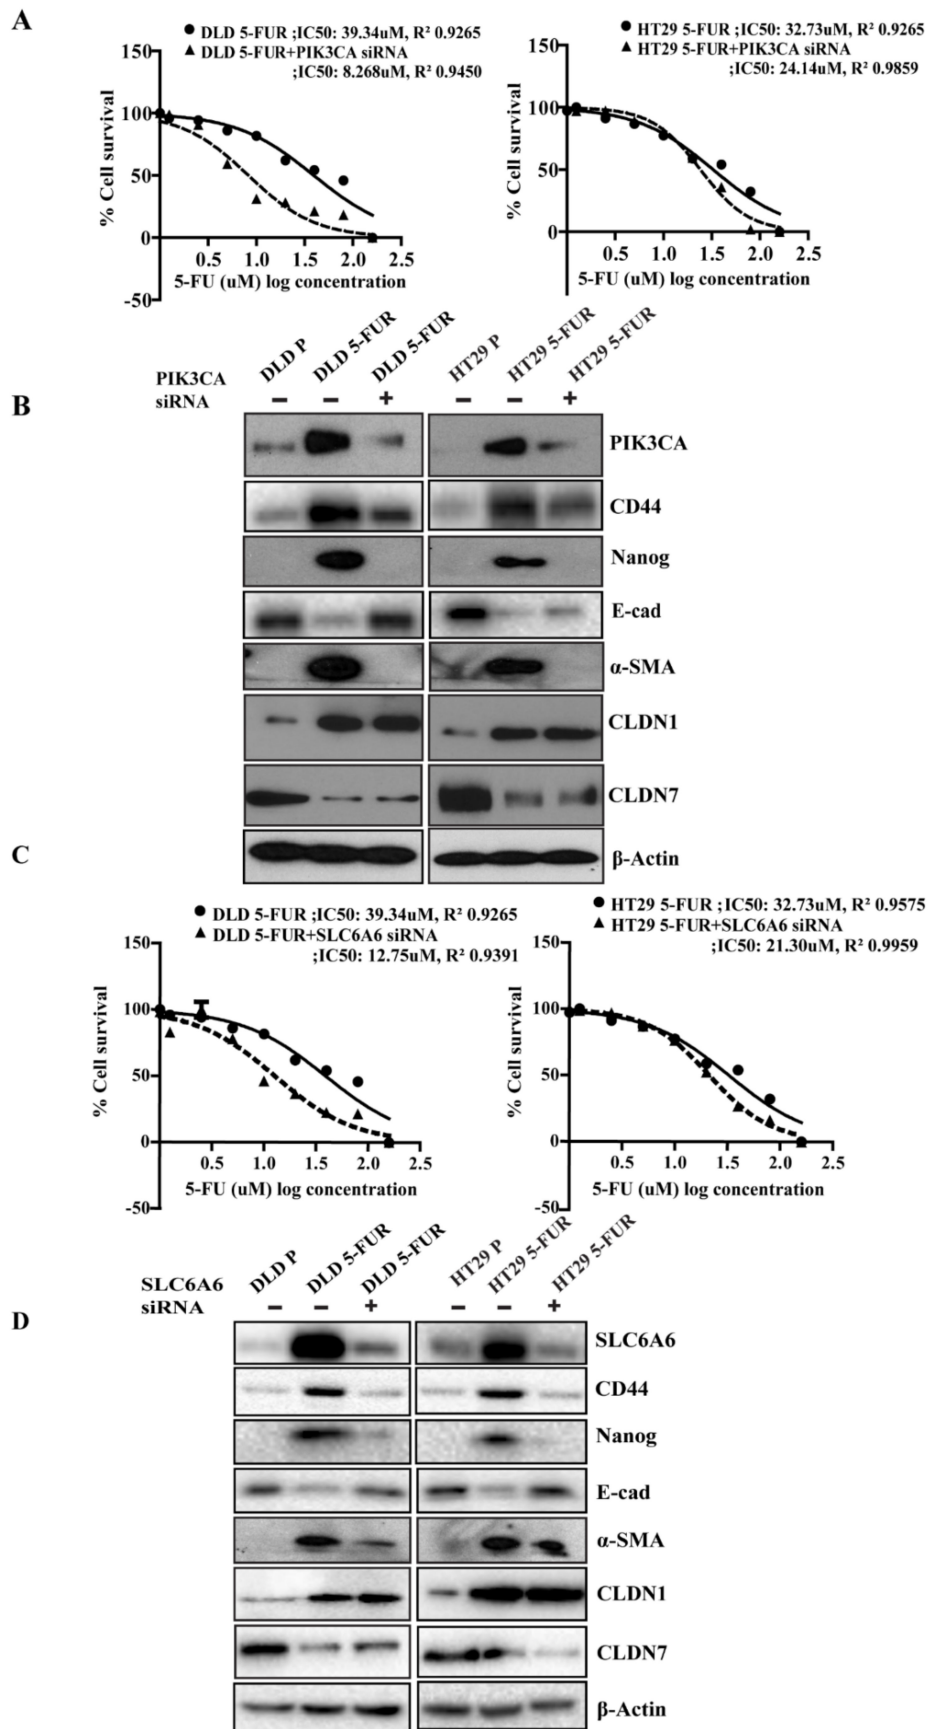 A
DLD 5-FUR ;IC50: 39.34uM, R² 0.9265
DLD 5-FUR+PIK3CA siRNA
;IC50: 8.268uM, R² 0.9450
150
100
50
0
-50
% Cell survival
0.5 1.0 1.5 2.0 2.5
5-FU (uM) log concentration
HT29 5-FUR ;IC50: 32.73uM, R² 0.9265
HT29 5-FUR+PIK3CA siRNA
;IC50: 24.14uM, R² 0.9859
150
100
50
0
% Cell survival
0.5 1.0 1.5 2.0 2.5
5-FU (uM) log concentration
B
PIK3CA
siRNA
DLD P
DLD 5-FUR
DLD 5-FUR
HT29 P
HT29 5-FUR
HT29 5-FUR
− − + − − +
PIK3CA
CD44
Nanog
E-cad
α-SMA
CLDN1
CLDN7
β-Actin
C
DLD 5-FUR ;IC50: 39.34uM, R² 0.9265
DLD 5-FUR+SLC6A6 siRNA
;IC50: 12.75uM, R² 0.9391
150
100
50
0
-50
% Cell survival
0.5 1.0 1.5 2.0 2.5
5-FU (uM) log concentration
HT29 5-FUR ;IC50: 32.73uM, R² 0.9575
HT29 5-FUR+SLC6A6 siRNA
;IC50: 21.30uM, R² 0.9959
150
100
50
0
-50
% Cell survival
0.5 1.0 1.5 2.0 2.5
5-FU (uM) log concentration
D
SLC6A6
siRNA
DLD P
DLD 5-FUR
DLD 5-FUR
HT29 P
HT29 5-FUR
HT29 5-FUR
− − + − − +
SLC6A6
CD44
Nanog
E-cad
α-SMA
CLDN1
CLDN7
β-Actin